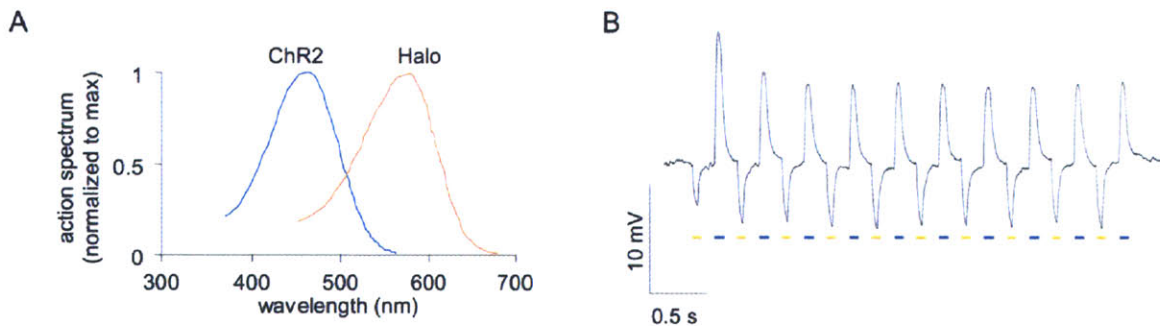 A
ChR2 Halo
action spectrum
(normalized to max)
1
0.5
0
300 400 500 600 700
wavelength (nm)
B
10 mV
0.5 s